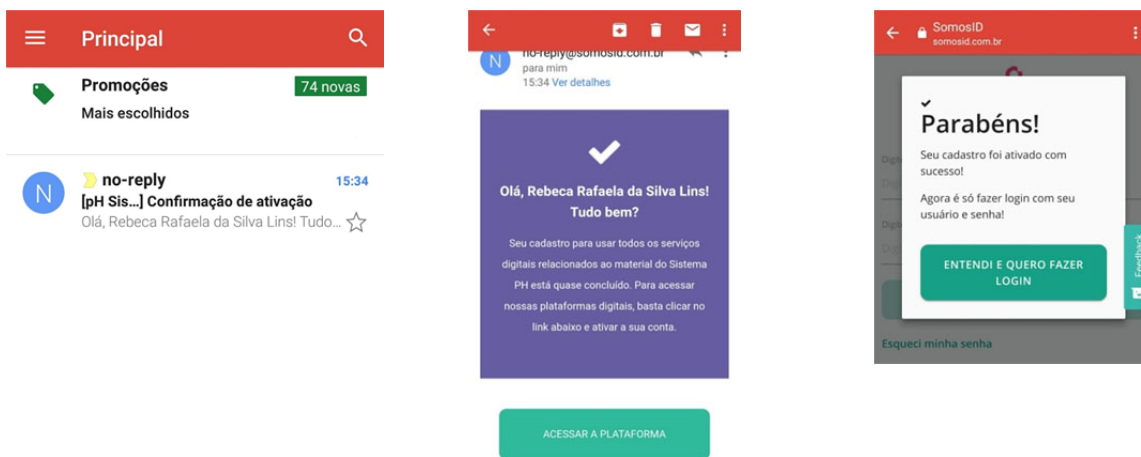 Principal
Promoções
74 novas
Mais escolhidos
N
no-reply
15:34
[pH Sis...] Confirmação de ativação
Olá, Rebeca Rafaela da Silva Lins! Tudo...
N
no-reply@somosid.com.br
para mim
15:34 Ver detalhes
Olá, Rebeca Rafaela da Silva Lins!
Tudo bem?
Seu cadastro para usar todos os serviços
digitais relacionados ao material do Sistema
PH está quase concluído. Para acessar
nossas plataformas digitais, basta clicar no
link abaixo e ativar a sua conta.
ACESSAR A PLATAFORMA
SomosID
somosid.com.br
Parabéns!
Seu cadastro foi ativado com
sucesso!
Agora é só fazer login com seu
usuário e senha!
ENTENDI E QUERO FAZER
LOGIN
Feedback
Esqueci minha senha